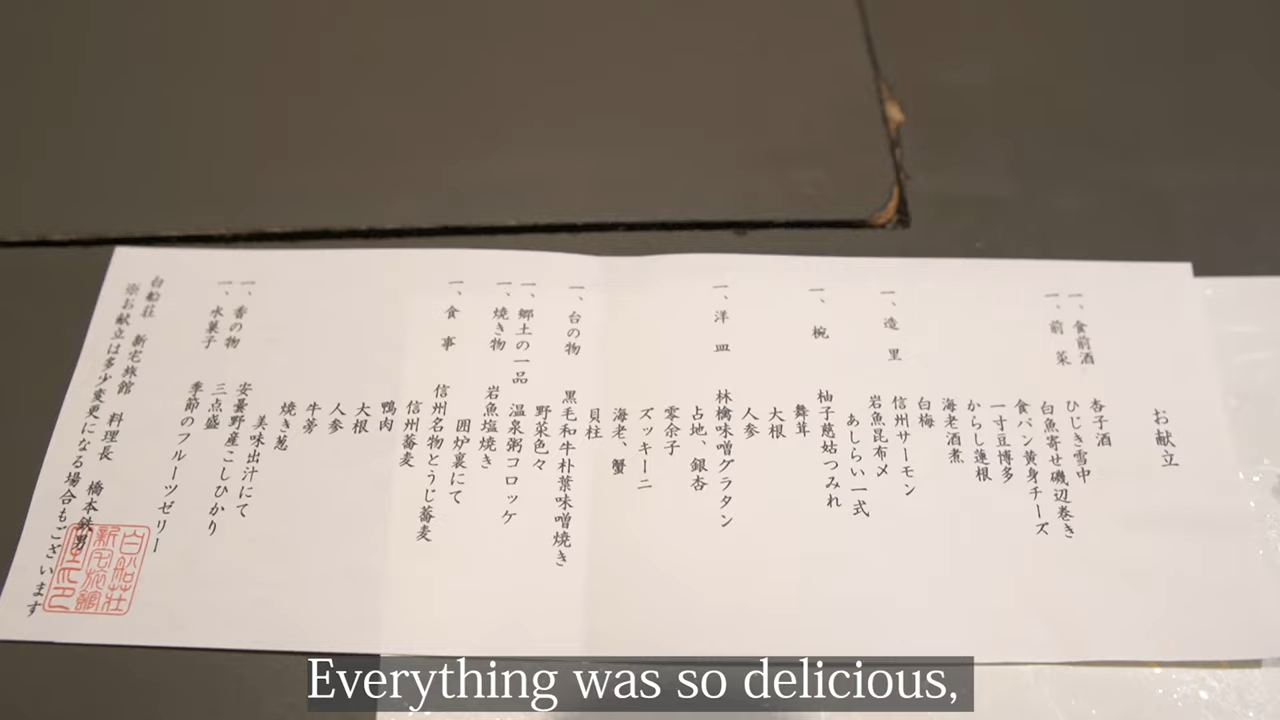 お献立
一、食前酒　杏子酒
一、前菜　ひじき雪中
白魚寄せ磯辺巻き
食パン黄身チーズ
一寸豆博多
からし蓮根
海老酒煮
白梅
一、造里　信州サーモン
岩魚昆布〆
あしらい一式
一、椀　柚子慈姑つみれ
舞茸
大根
人参
一、洋皿　林檎味噌グラタン
占地、銀杏
零余子
ズッキーニ
海老、蟹
貝柱
一、台の物　黒毛和牛朴葉味噌焼き
野菜色々
一、郷土の一品　温泉粥コロッケ
一、焼き物　岩魚塩焼き
囲炉裏にて
一、食事　信州名物とうじ蕎麦
信州蕎麦
鴨肉
大根
人参
牛蒡
焼き葱
美味出汁にて
安曇野産こしひかり
一、香の物　三点盛
一、水菓子　季節のフルーツゼリー
白船荘　新宅旅館　料理長　橋本鉄男
※お献立は多少変更になる場合もございます
白船荘
新宅旅館
Everything was so delicious,